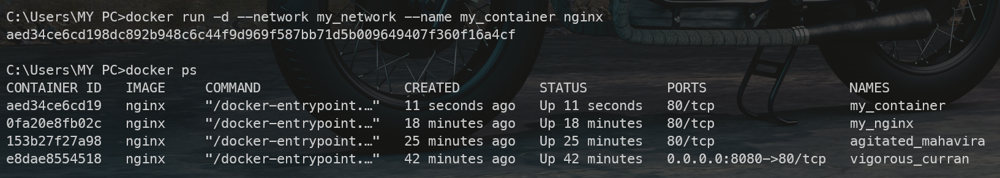 C:\Users\MY PC>docker run -d --network my_network --name my_container nginx
aed34ce6cd198dc892b948c6c44f9d969f587bb71d5b009649407f360f16a4cf
C:\Users\MY PC>docker ps
CONTAINER ID   IMAGE     COMMAND                  CREATED          STATUS          PORTS                  NAMES
aed34ce6cd19   nginx     "/docker-entrypoint.…"   11 seconds ago   Up 11 seconds   80/tcp                 my_container
0fa20e8fb02c   nginx     "/docker-entrypoint.…"   18 minutes ago   Up 18 minutes   80/tcp                 my_nginx
153b27f27a98   nginx     "/docker-entrypoint.…"   25 minutes ago   Up 25 minutes   80/tcp                 agitated_mahavira
e8dae8554518   nginx     "/docker-entrypoint.…"   42 minutes ago   Up 42 minutes   0.0.0.0:8080->80/tcp   vigorous_curran